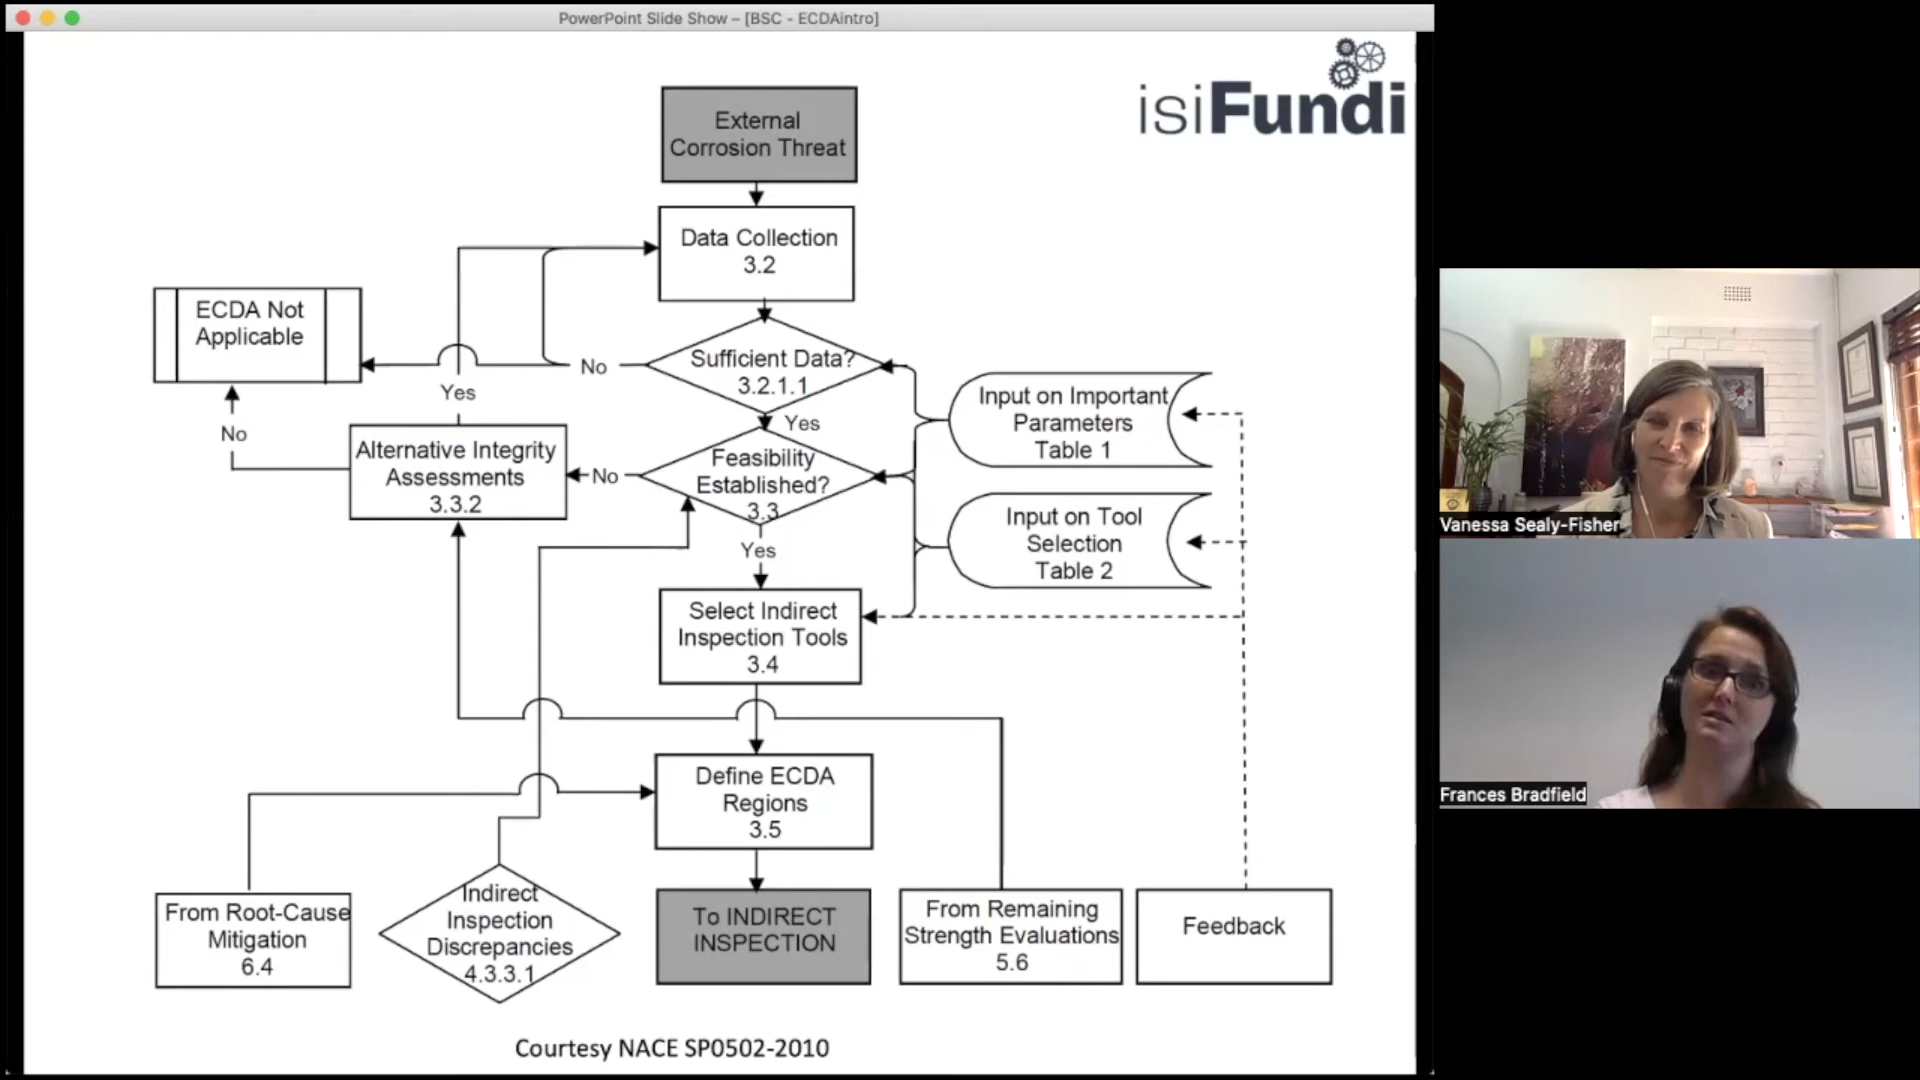 PowerPoint Slide Show – [BSC - ECDAintro]
isiFundi
External
Corrosion Threat
Data Collection
3.2
ECDA Not
Applicable
Sufficient Data?
3.2.1.1
No
Yes
Yes
No
Input on Important
Parameters
Table 1
Alternative Integrity
Assessments
3.3.2
No
Feasibility
Established?
3.3
Yes
Input on Tool
Selection
Table 2
Select Indirect
Inspection Tools
3.4
Define ECDA
Regions
3.5
From Root-Cause
Mitigation
6.4
Indirect
Inspection
Discrepancies
4.3.3.1
To INDIRECT
INSPECTION
From Remaining
Strength Evaluations
5.6
Feedback
Courtesy NACE SP0502-2010
Vanessa Sealy-Fisher
Frances Bradfield